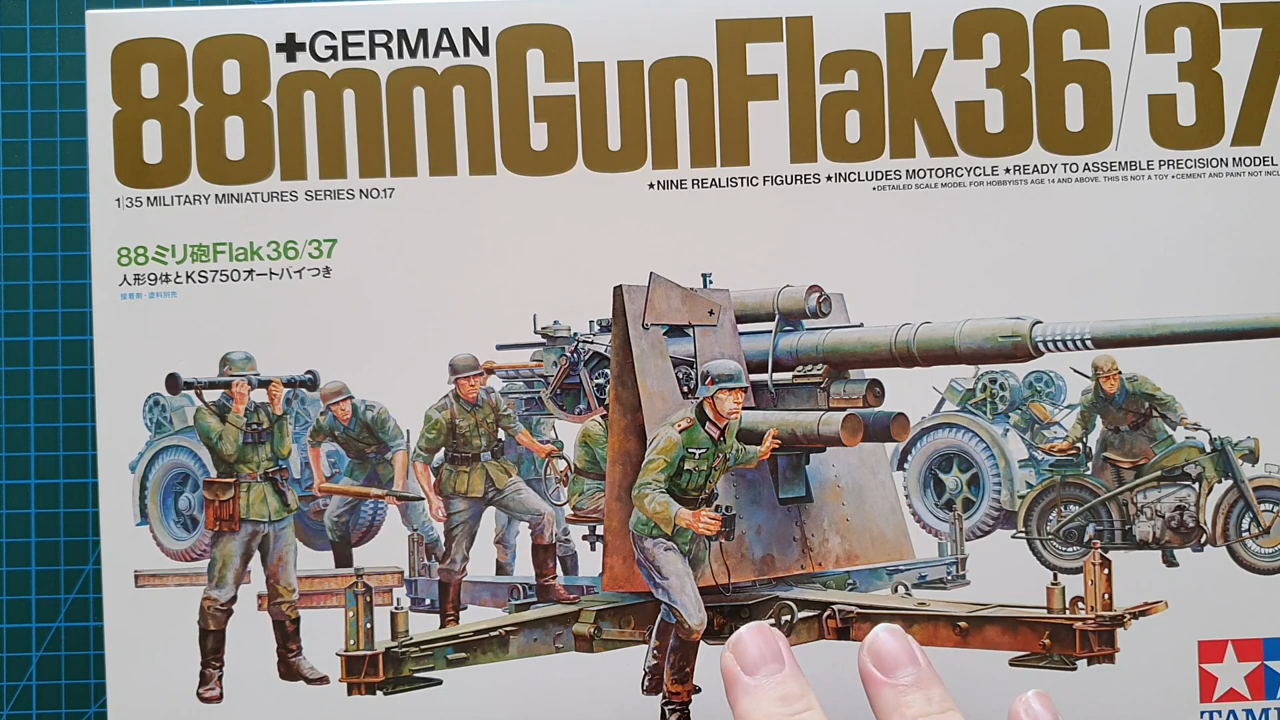 +GERMAN
88mmGunFlak36/37
1/35 MILITARY MINIATURES SERIES NO.17
★NINE REALISTIC FIGURES ★INCLUDES MOTORCYCLE ★READY TO ASSEMBLE PRECISION MODEL
★DETAILED SCALE MODEL FOR HOBBYISTS AGE 14 AND ABOVE. THIS IS NOT A TOY ★CEMENT AND PAINT NOT INCL
88ミリ砲Flak36/37
人形9体とKS750オートバイつき
接着剤・塗料別売
TAMI